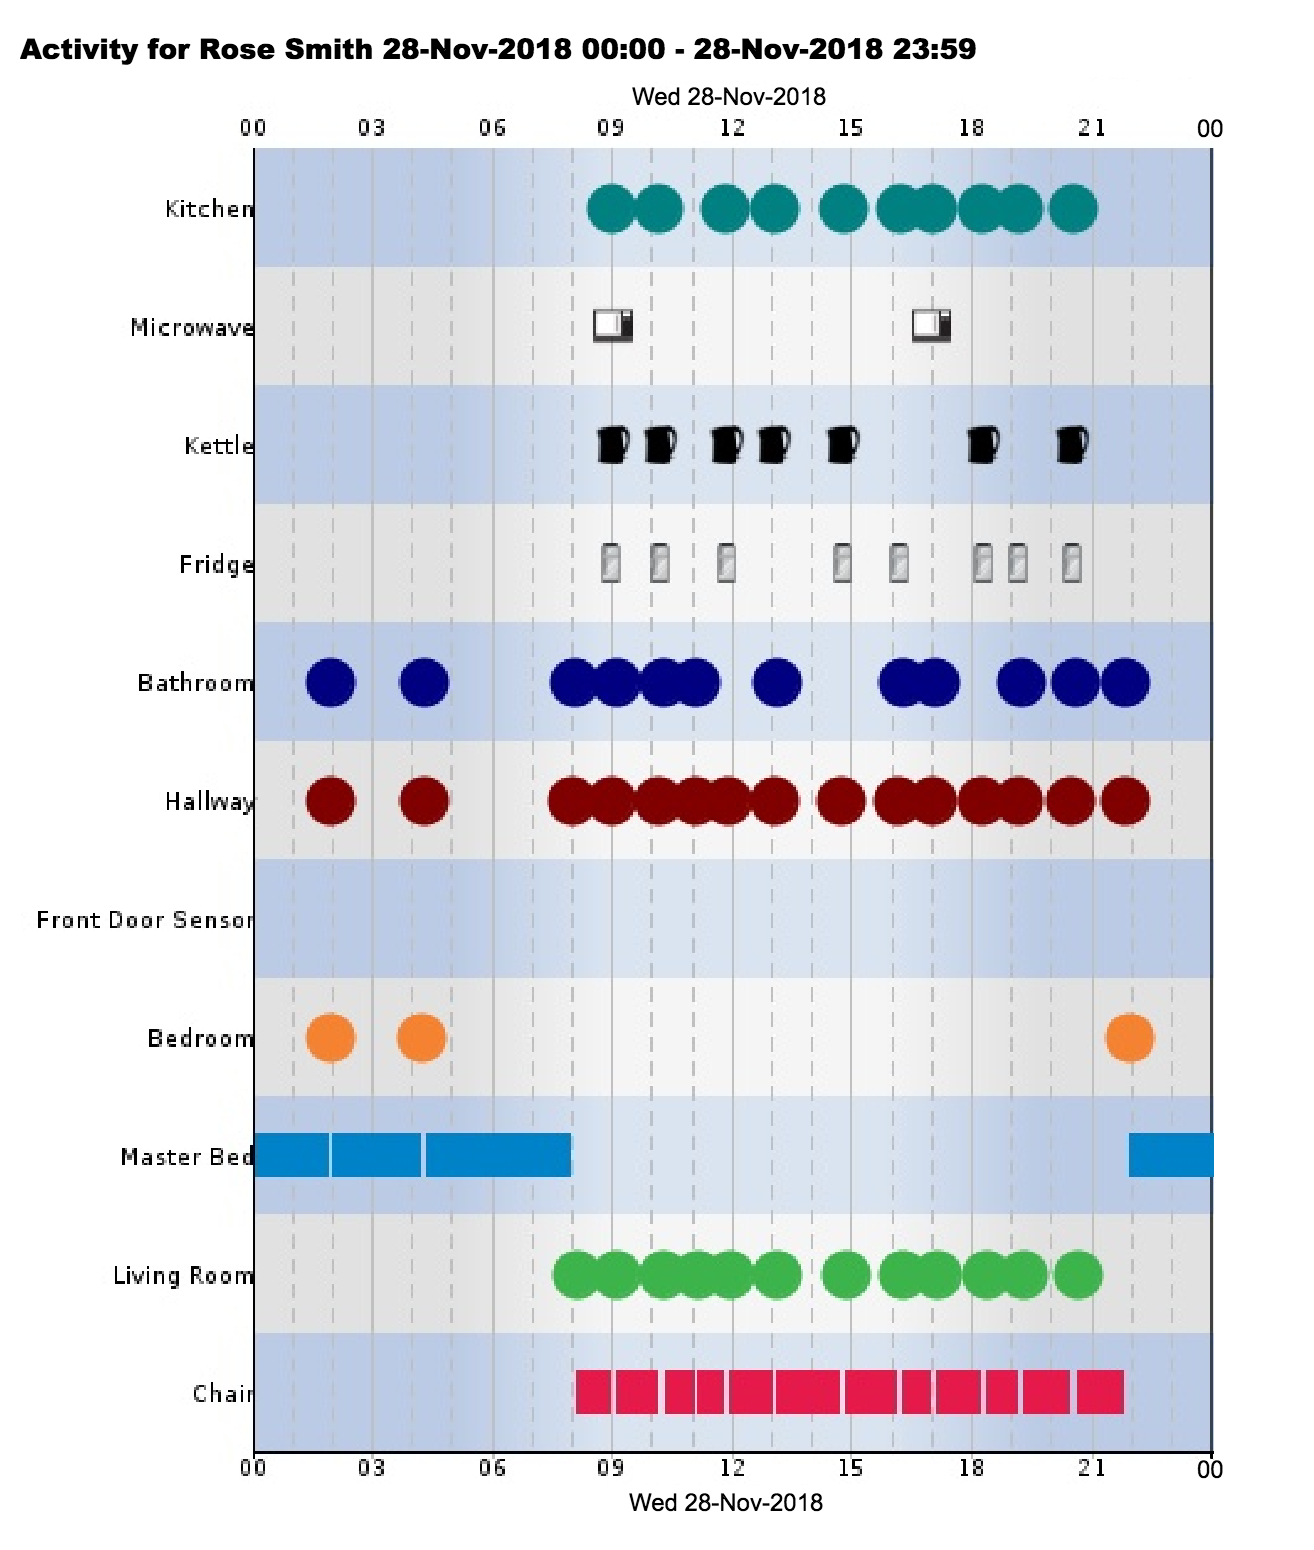 Activity for Rose Smith 28-Nov-2018 00:00 - 28-Nov-2018 23:59
Wed 28-Nov-2018
00 03 06 09 12 15 18 21 00
Kitchen
Microwave
Kettle
Fridge
Bathroom
Hallway
Front Door Sensor
Bedroom
Master Bed
Living Room
Chair
00 03 06 09 12 15 18 21 00
Wed 28-Nov-2018